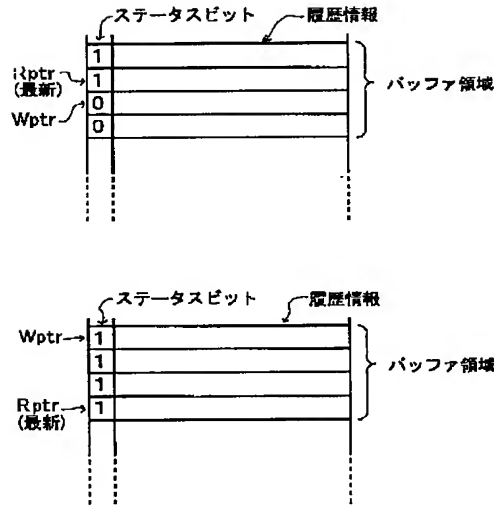 ステータスビット 履歴情報
1
Rptr 1
(最新)
0
Wptr
0
バッファ領域
ステータスビット 履歴情報
Wptr 1
1
1
Rptr 1
(最新)
バッファ領域